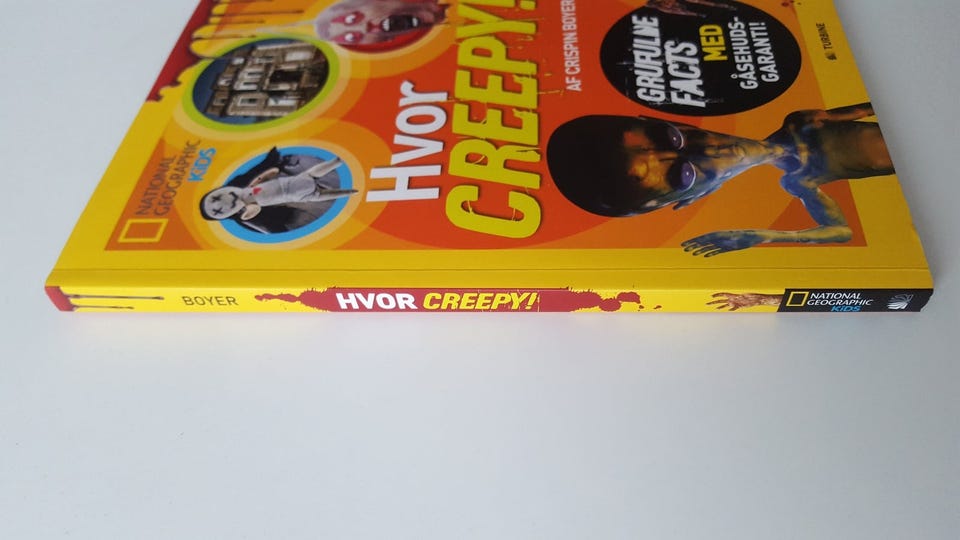 NATIONAL
GEOGRAPHIC
KiDS
Hvor
CREEPY!
AF CRISPIN BOYER
GRUFULDE
FACTS
MED
GÅSEHUDS-
GARANTI!
TURBINE
BOYER
HVOR CREEPY!
NATIONAL
GEOGRAPHIC
KiDS